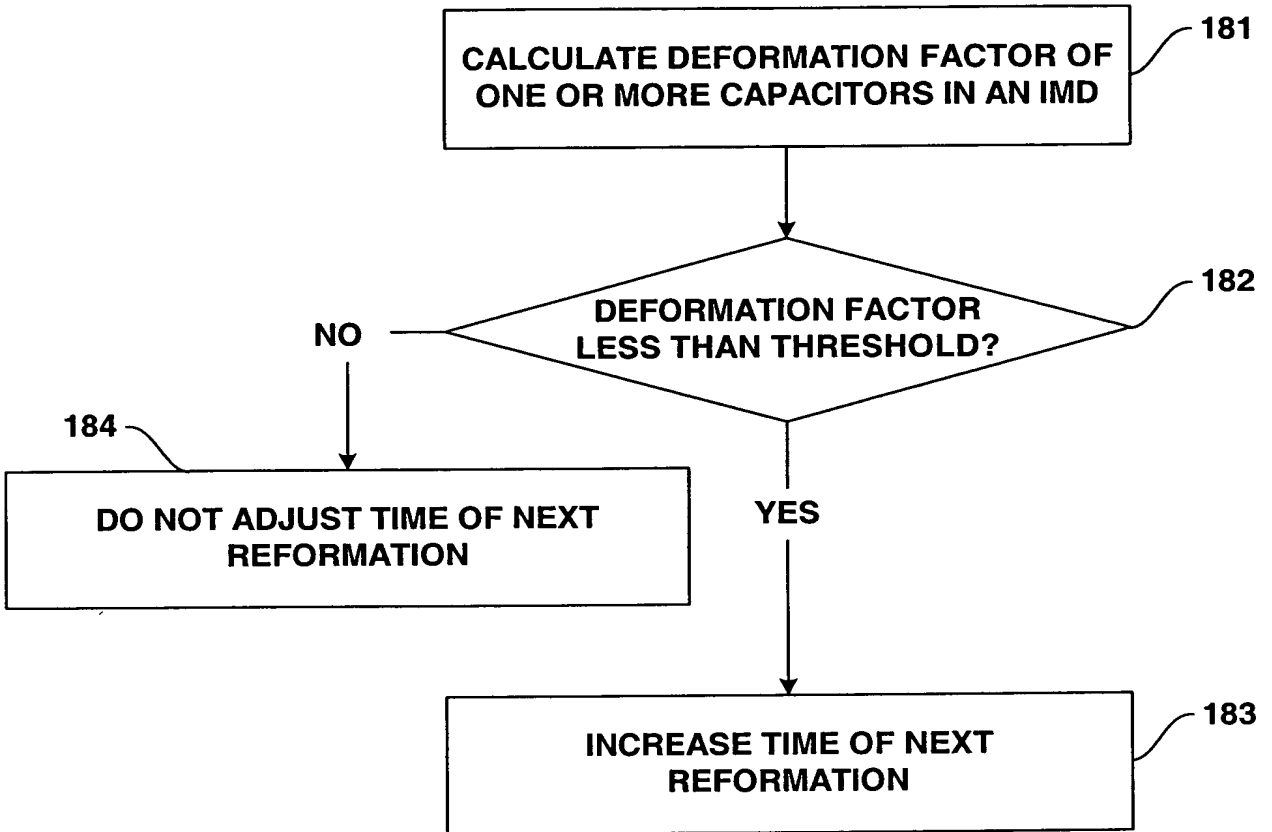 181
CALCULATE DEFORMATION FACTOR OF
ONE OR MORE CAPACITORS IN AN IMD
182
DEFORMATION FACTOR
LESS THAN THRESHOLD?
NO
184
DO NOT ADJUST TIME OF NEXT
REFORMATION
YES
183
INCREASE TIME OF NEXT
REFORMATION